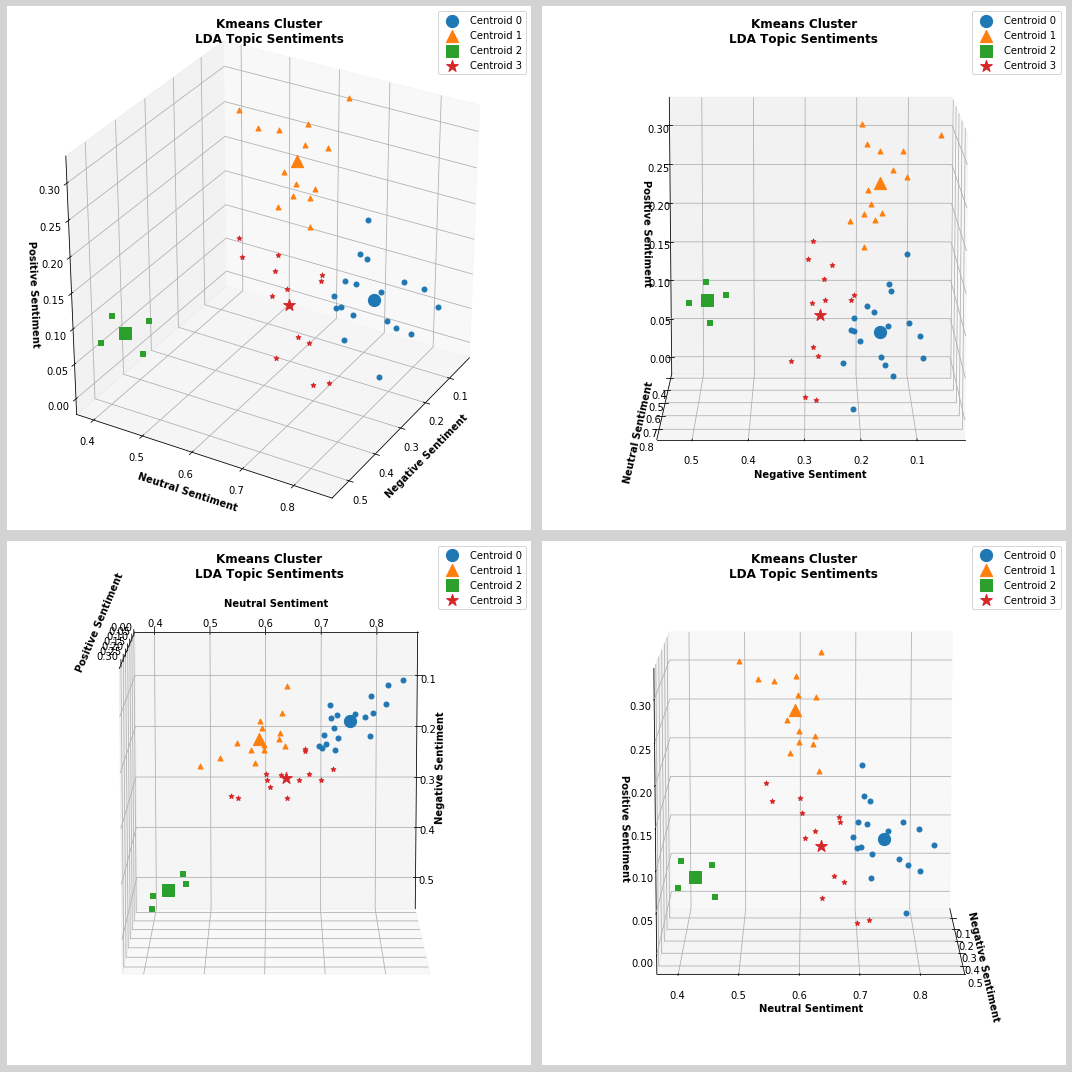 Kmeans Cluster
LDA Topic Sentiments
Centroid 0
Centroid 1
Centroid 2
Centroid 3
0.30
0.25
0.20
0.15
0.10
0.05
0.00
Positive Sentiment
0.4
0.5
0.6
0.7
0.8
Neutral Sentiment
0.1
0.2
0.3
0.4
0.5
Negative Sentiment
Kmeans Cluster
LDA Topic Sentiments
Centroid 0
Centroid 1
Centroid 2
Centroid 3
0.30
0.25
0.20
0.15
0.10
0.05
0.00
Positive Sentiment
0.4
0.5
0.6
0.7
0.8
Neutral Sentiment
0.5
0.4
0.3
0.2
0.1
Negative Sentiment
Kmeans Cluster
LDA Topic Sentiments
Centroid 0
Centroid 1
Centroid 2
Centroid 3
Neutral Sentiment
0.4
0.5
0.6
0.7
0.8
Positive Sentiment
0.00
0.30
0.1
0.2
0.3
0.4
0.5
Negative Sentiment
Kmeans Cluster
LDA Topic Sentiments
Centroid 0
Centroid 1
Centroid 2
Centroid 3
0.30
0.25
0.20
0.15
0.10
0.05
0.00
Positive Sentiment
0.4
0.5
0.6
0.7
0.8
Neutral Sentiment
0.1
0.2
0.3
0.4
0.5
Negative Sentiment